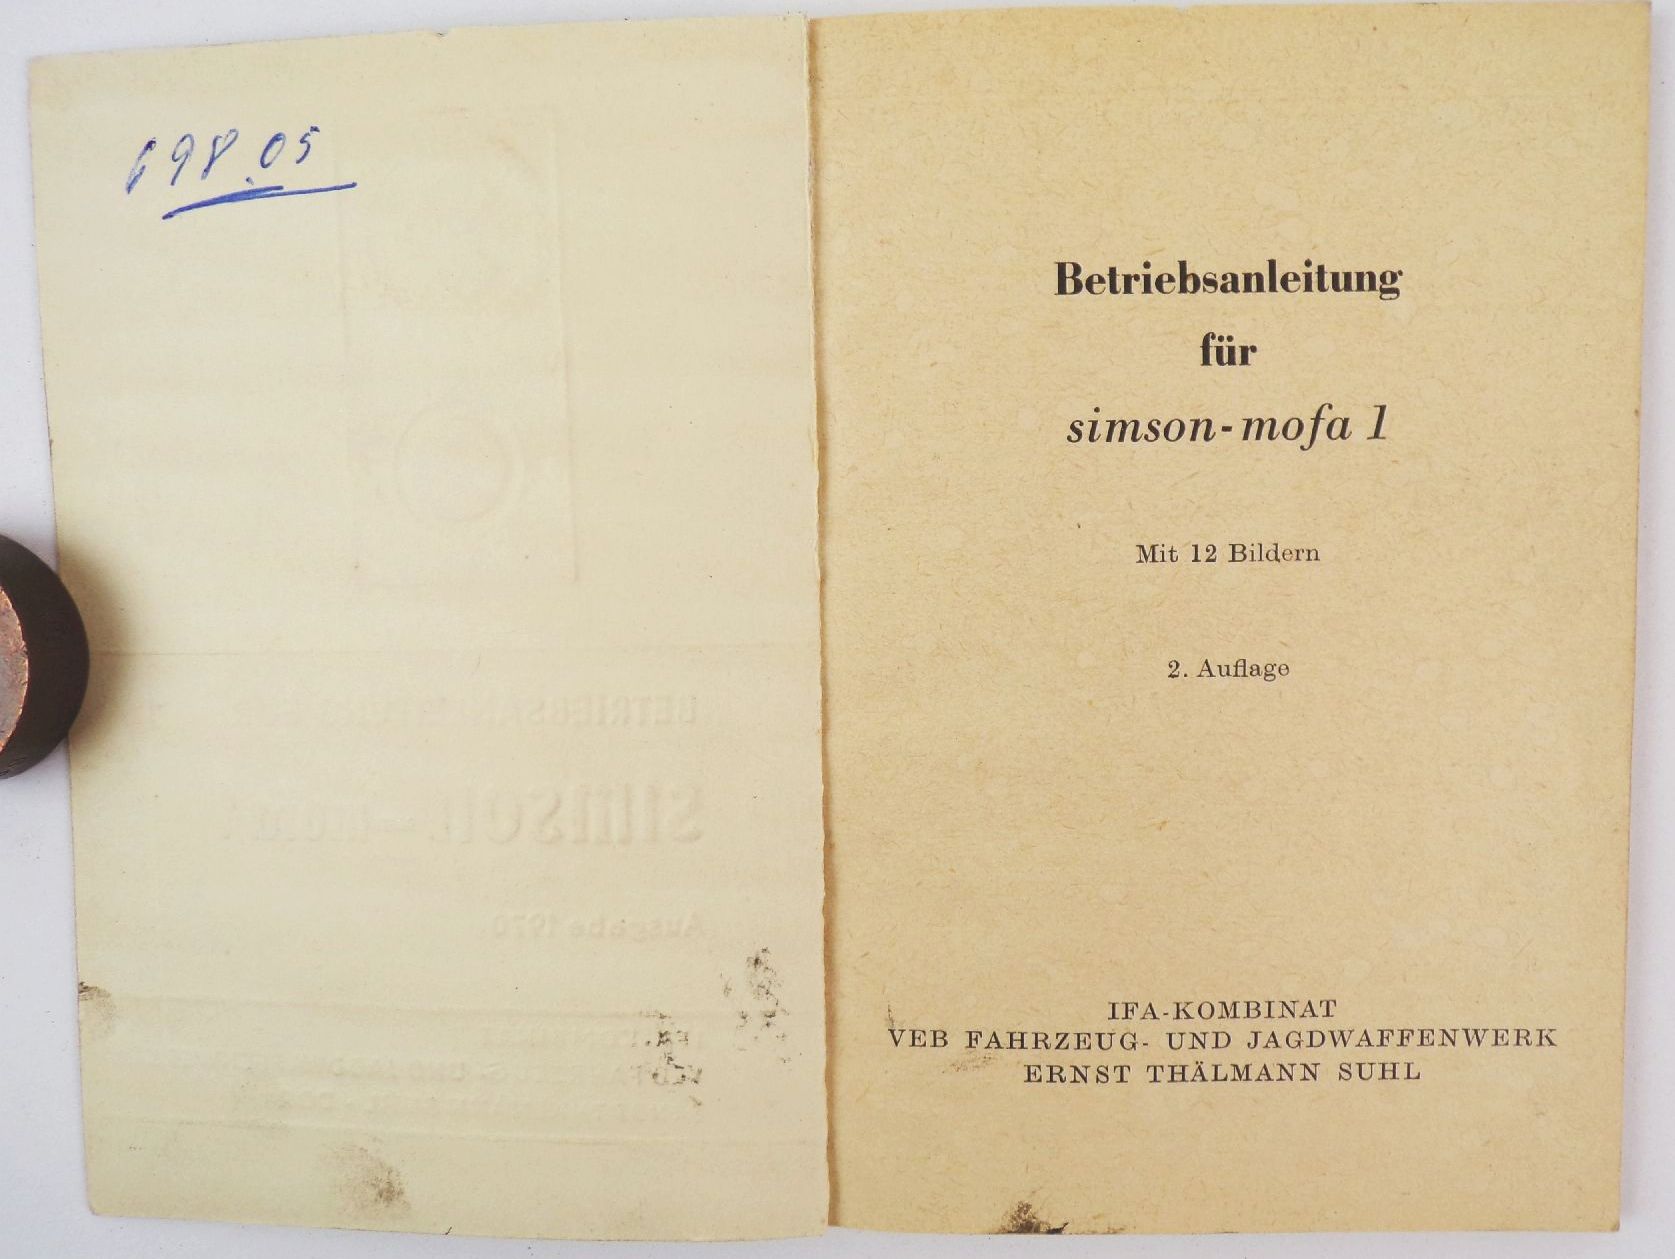 698.05
Betriebsanleitung
für
simson-mofa 1
Mit 12 Bildern
2. Auflage
IFA-KOMBINAT
VEB FAHRZEUG- UND JAGDWAFFENWERK
ERNST THÄLMANN SUHL